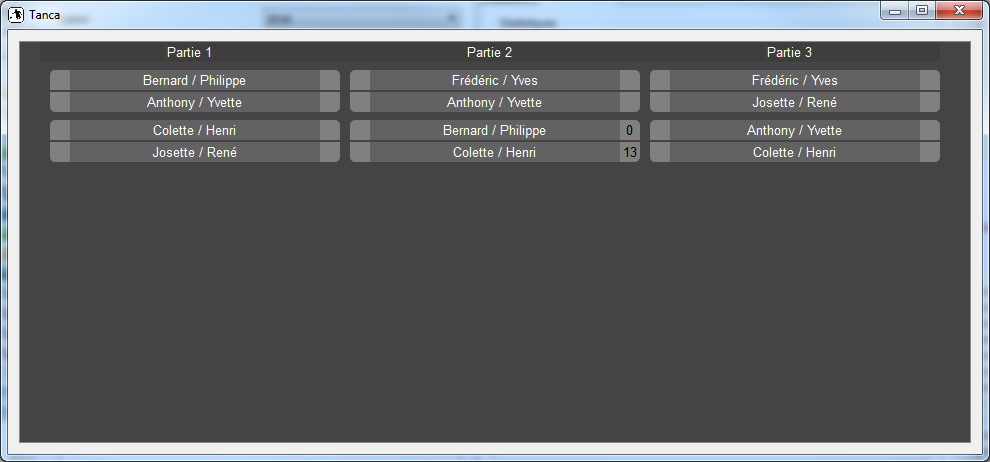 Tanca
Partie 1
Partie 2
Partie 3
Bernard / Philippe
Frédéric / Yves
Frédéric / Yves
Anthony / Yvette
Anthony / Yvette
Josette / René
Colette / Henri
Bernard / Philippe 0
Anthony / Yvette
Josette / René
Colette / Henri 13
Colette / Henri